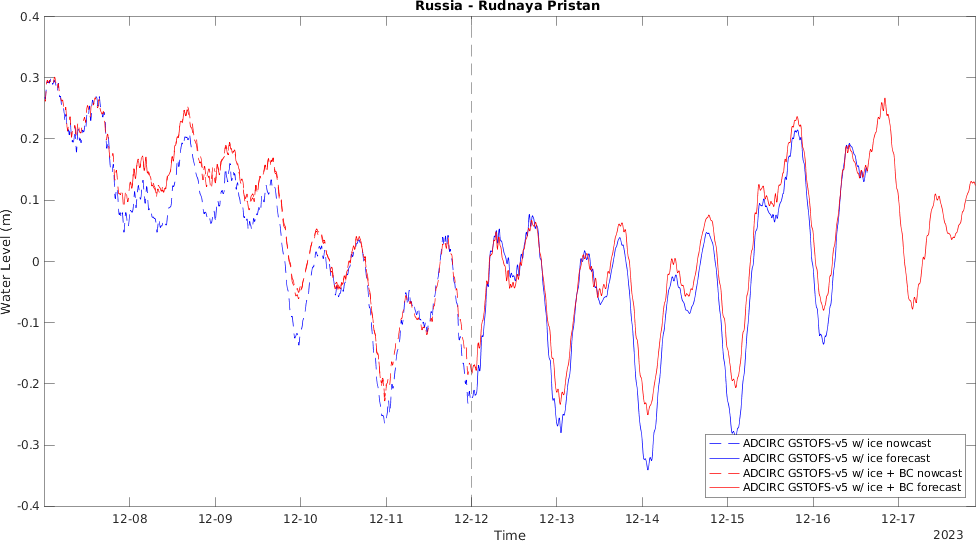 Russia - Rudnaya Pristan
0.4
0.3
0.2
0.1
0
-0.1
-0.2
-0.3
-0.4
Water Level (m)
ADCIRC GSTOFS-v5 w/ ice nowcast
ADCIRC GSTOFS-v5 w/ ice forecast
ADCIRC GSTOFS-v5 w/ ice + BC nowcast
ADCIRC GSTOFS-v5 w/ ice + BC forecast
12-08 12-09 12-10 12-11 12-12 12-13 12-14 12-15 12-16 12-17
Time
2023